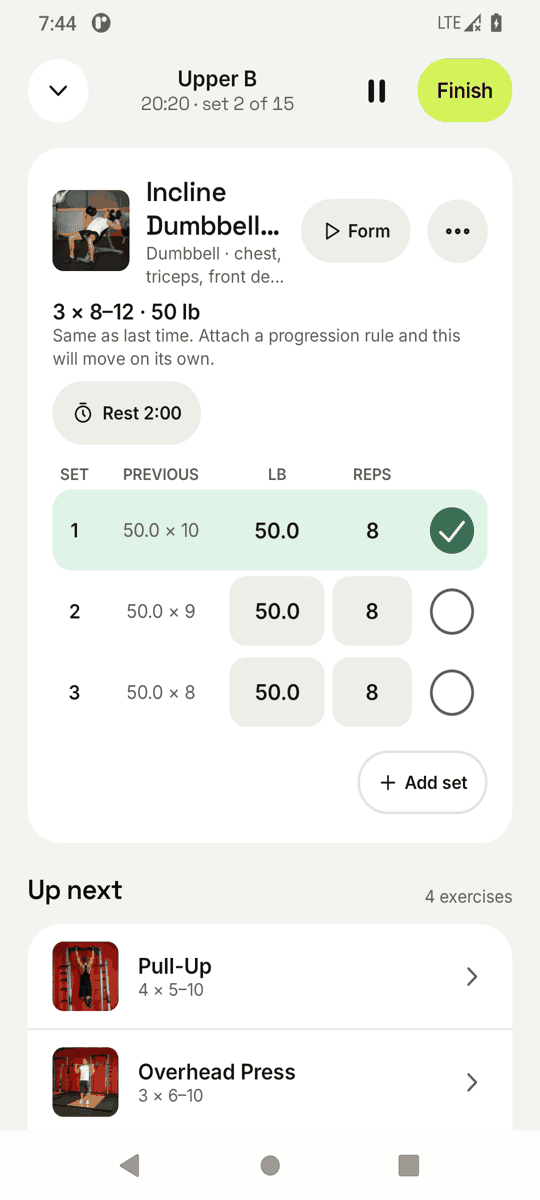 7:44
LTE
Upper B
20:20 · set 2 of 15
Finish
Incline
Dumbbell...
Dumbbell · chest,
triceps, front de...
Form
3 × 8–12 · 50 lb
Same as last time. Attach a progression rule and this
will move on its own.
Rest 2:00
SET PREVIOUS LB REPS
1 50.0 × 10 50.0 8
2 50.0 × 9 50.0 8
3 50.0 × 8 50.0 8
+ Add set
Up next
4 exercises
Pull-Up
4 × 5–10
Overhead Press
3 × 6–10